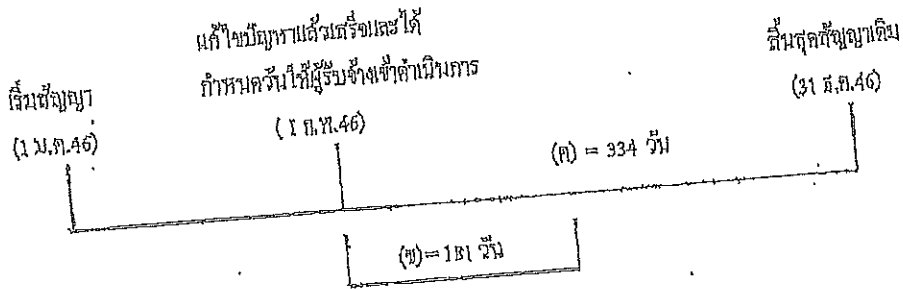 แก้ไขปัญหาแล้วเสร็จและได้
กำหนดวันให้ผู้รับจ้างเข้าดำเนินการ
(1 ก.พ.46)
เริ่มสัญญา
(1 ม.ค.46)
สิ้นสุดสัญญาเดิม
(31 ธ.ค.46)
(ค) = 334 วัน
(ข) = 181 วัน